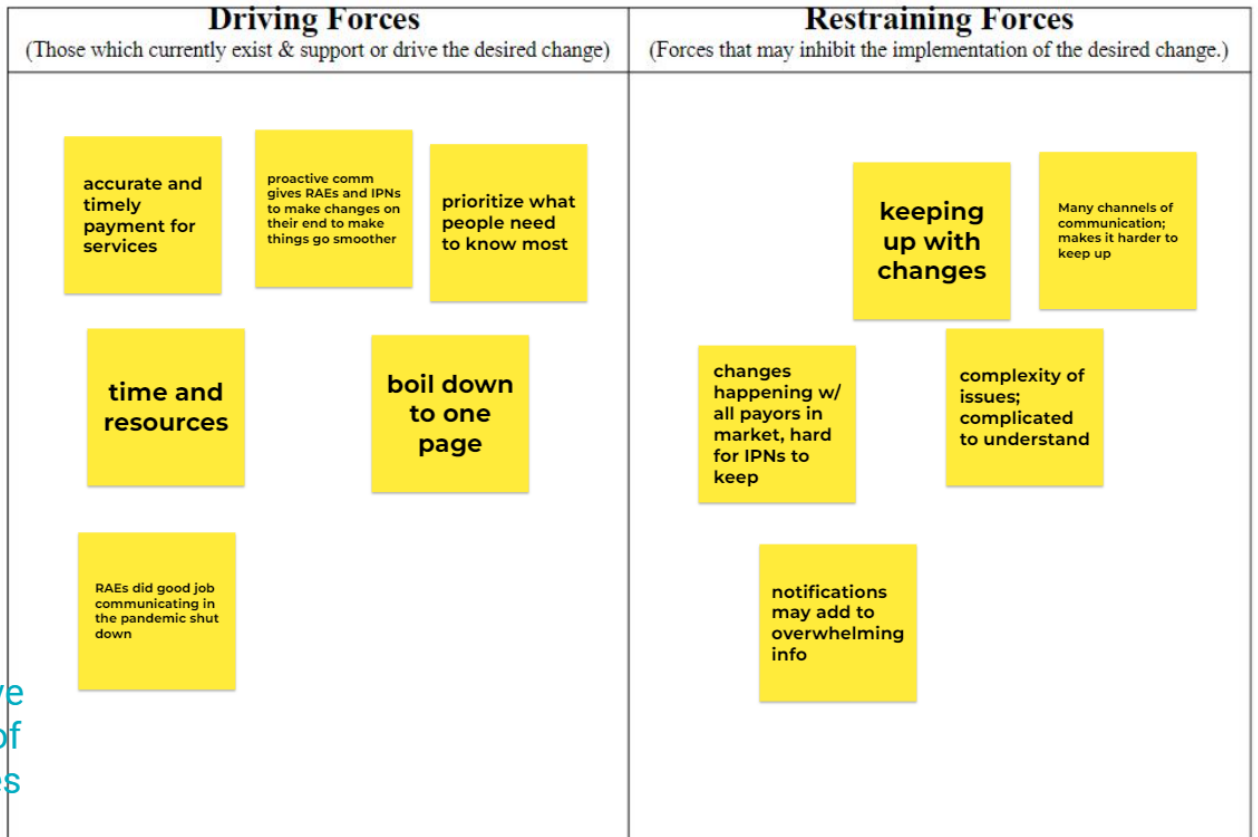 Driving Forces
(Those which currently exist & support or drive the desired change)
Restraining Forces
(Forces that may inhibit the implementation of the desired change.)
accurate and
timely
payment for
services
proactive comm
gives RAEs and IPNs
to make changes on
their end to make
things go smoother
prioritize what
people need
to know most
time and
resources
boil down
to one
page
RAEs did good job
communicating in
the pandemic shut
down
keeping
up with
changes
Many channels of
communication;
makes it harder to
keep up
changes
happening w/
all payors in
market, hard
for IPNs to
keep
complexity of
issues;
complicated
to understand
notifications
may add to
overwhelming
info
of